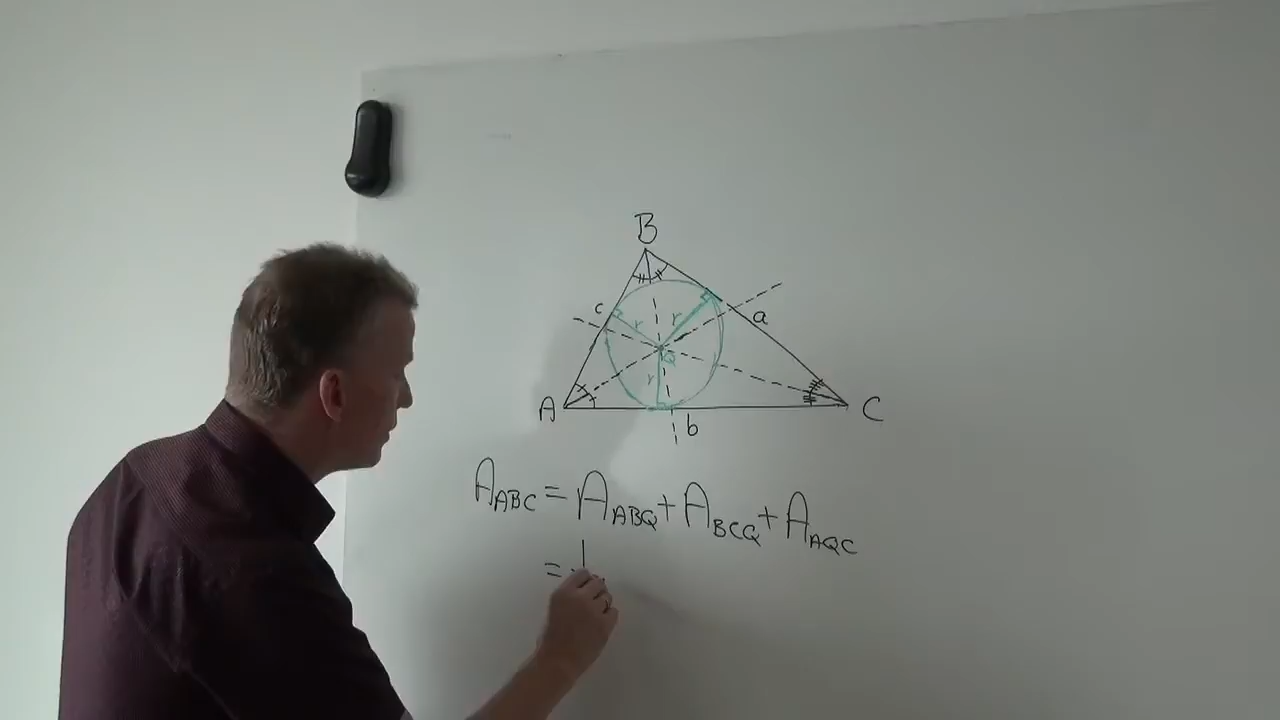 B
c
r
r
a
Q
r
A
C
b
A_ABC = A_ABQ + A_BCQ + A_AQC
= 1